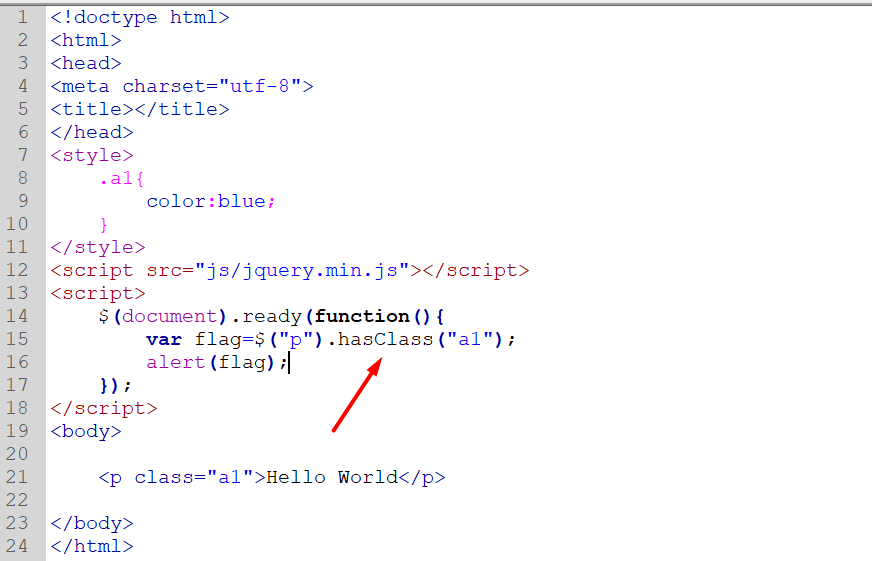 1 <!doctype html>
2 <html>
3 <head>
4 <meta charset="utf-8">
5 <title></title>
6 </head>
7 <style>
8     .a1{
9         color:blue;
10     }
11 </style>
12 <script src="js/jquery.min.js"></script>
13 <script>
14     $(document).ready(function(){
15         var flag=$("p").hasClass("a1");
16         alert(flag);
17     });
18 </script>
19 <body>
20
21     <p class="a1">Hello World</p>
22
23 </body>
24 </html>